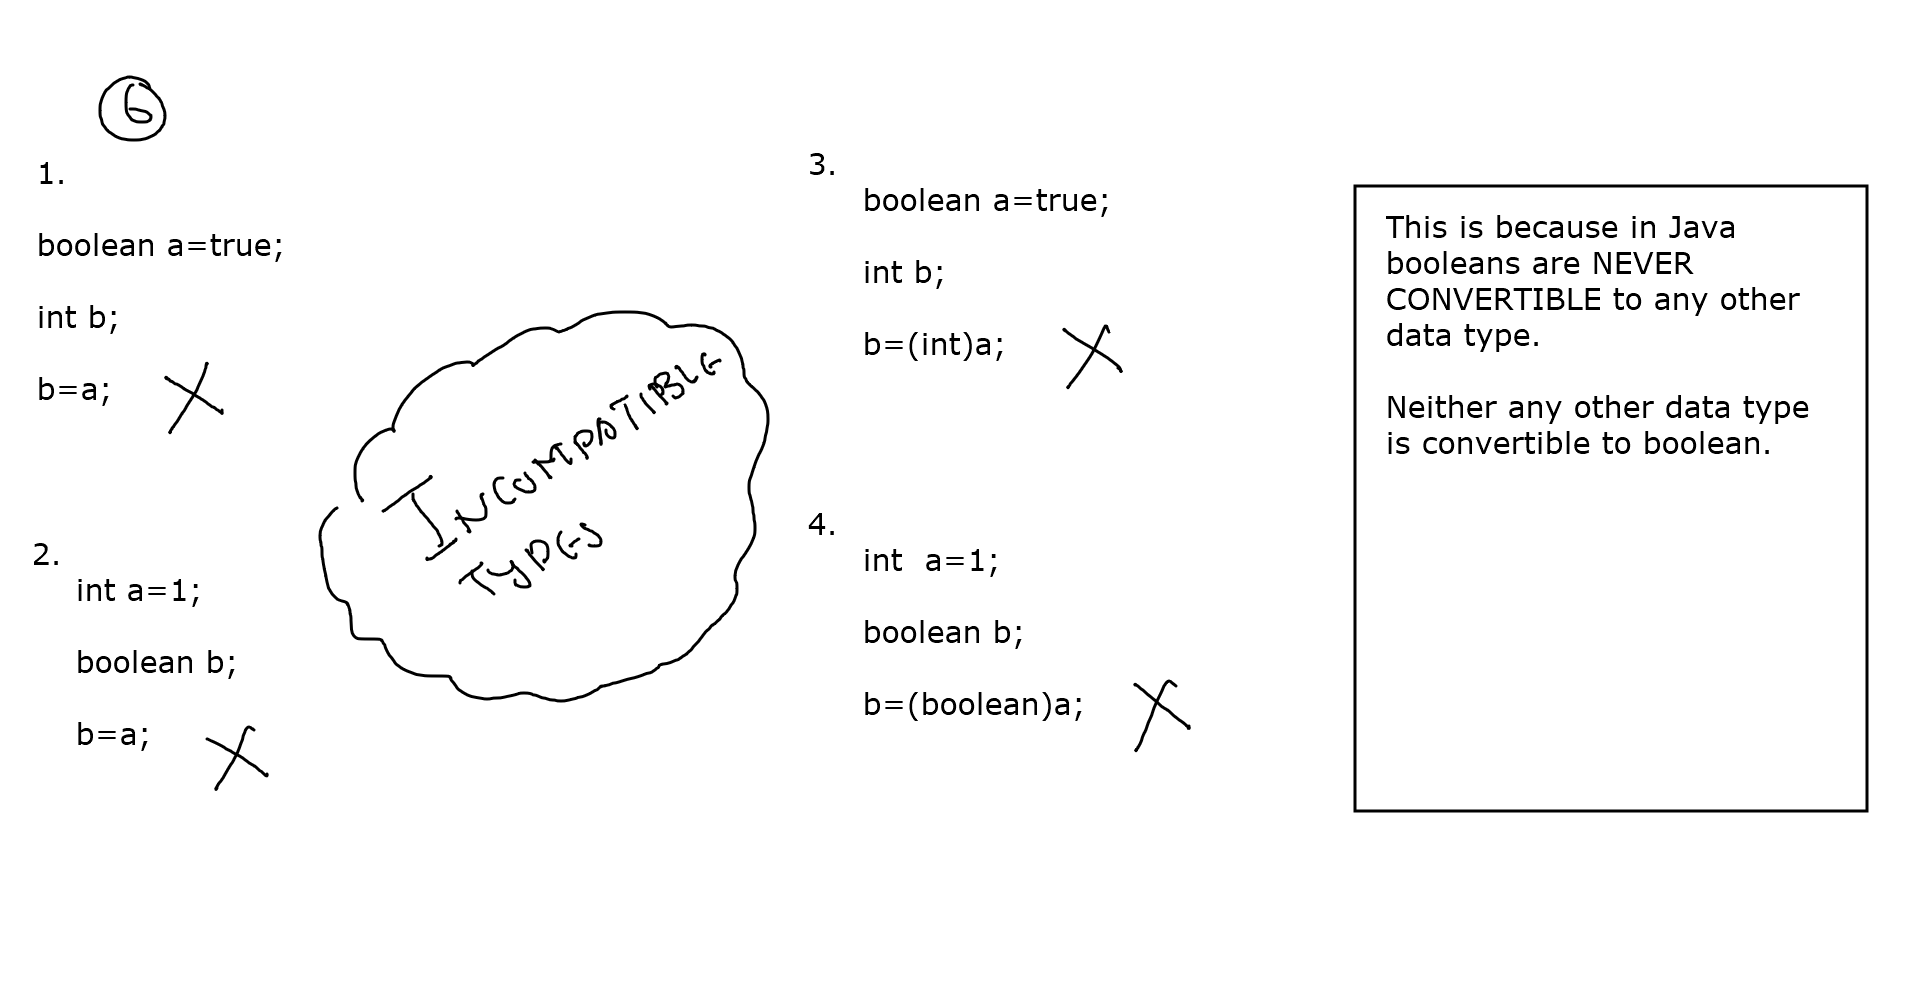 6
1.
boolean a=true;
int b;
b=a;
2.
int a=1;
boolean b;
b=a;
INCOMPATIBLE
TYPES
3.
boolean a=true;
int b;
b=(int)a;
4.
int  a=1;
boolean b;
b=(boolean)a;
This is because in Java
booleans are NEVER
CONVERTIBLE to any other
data type.
Neither any other data type
is convertible to boolean.